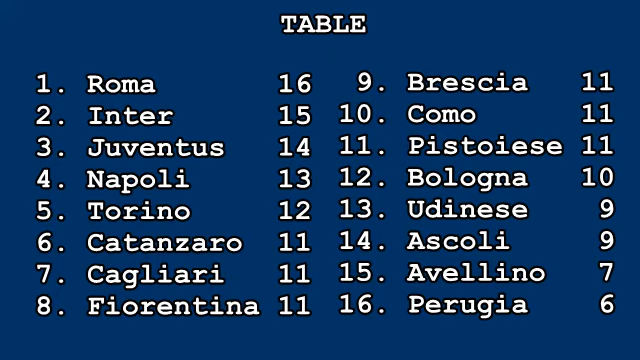 TABLE
1. Roma 16
2. Inter 15
3. Juventus 14
4. Napoli 13
5. Torino 12
6. Catanzaro 11
7. Cagliari 11
8. Fiorentina 11
9. Brescia 11
10. Como 11
11. Pistoiese 11
12. Bologna 10
13. Udinese 9
14. Ascoli 9
15. Avellino 7
16. Perugia 6